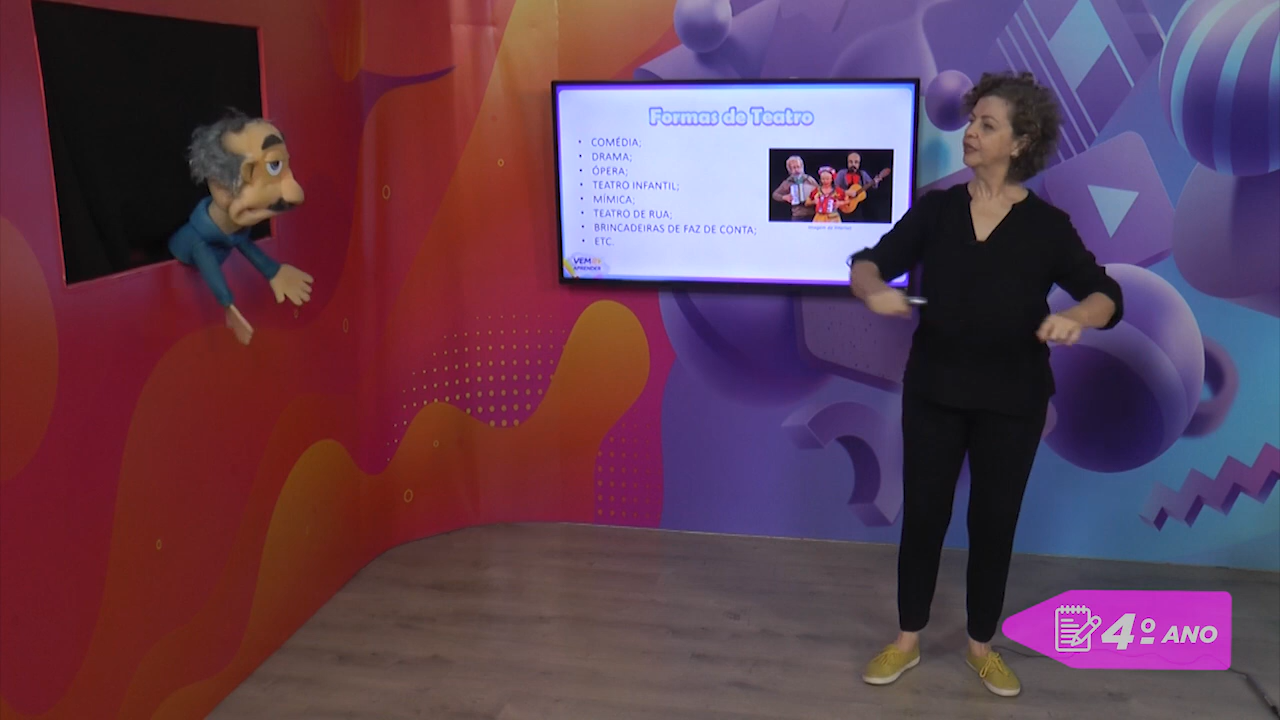 Formas de Teatro
• COMÉDIA;
• DRAMA;
• ÓPERA;
• TEATRO INFANTIL;
• MÍMICA;
• TEATRO DE RUA;
• BRINCADEIRAS DE FAZ DE CONTA;
• ETC.
VEM
APRENDER
4º ANO